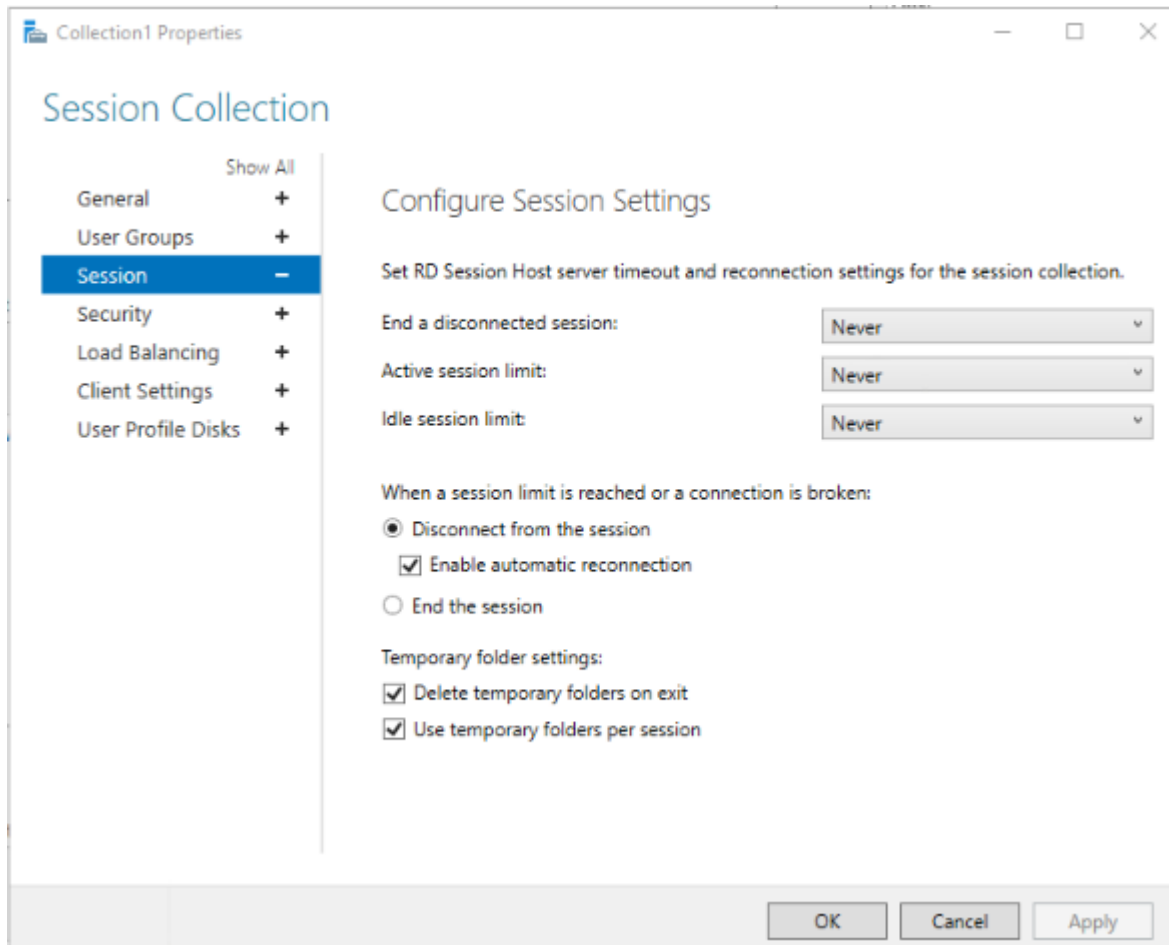 Collection1 Properties
Session Collection
Show All
General
User Groups
Session
Security
Load Balancing
Client Settings
User Profile Disks
Configure Session Settings
Set RD Session Host server timeout and reconnection settings for the session collection.
End a disconnected session: Never
Active session limit: Never
Idle session limit: Never
When a session limit is reached or a connection is broken:
Disconnect from the session
Enable automatic reconnection
End the session
Temporary folder settings:
Delete temporary folders on exit
Use temporary folders per session
OK Cancel Apply